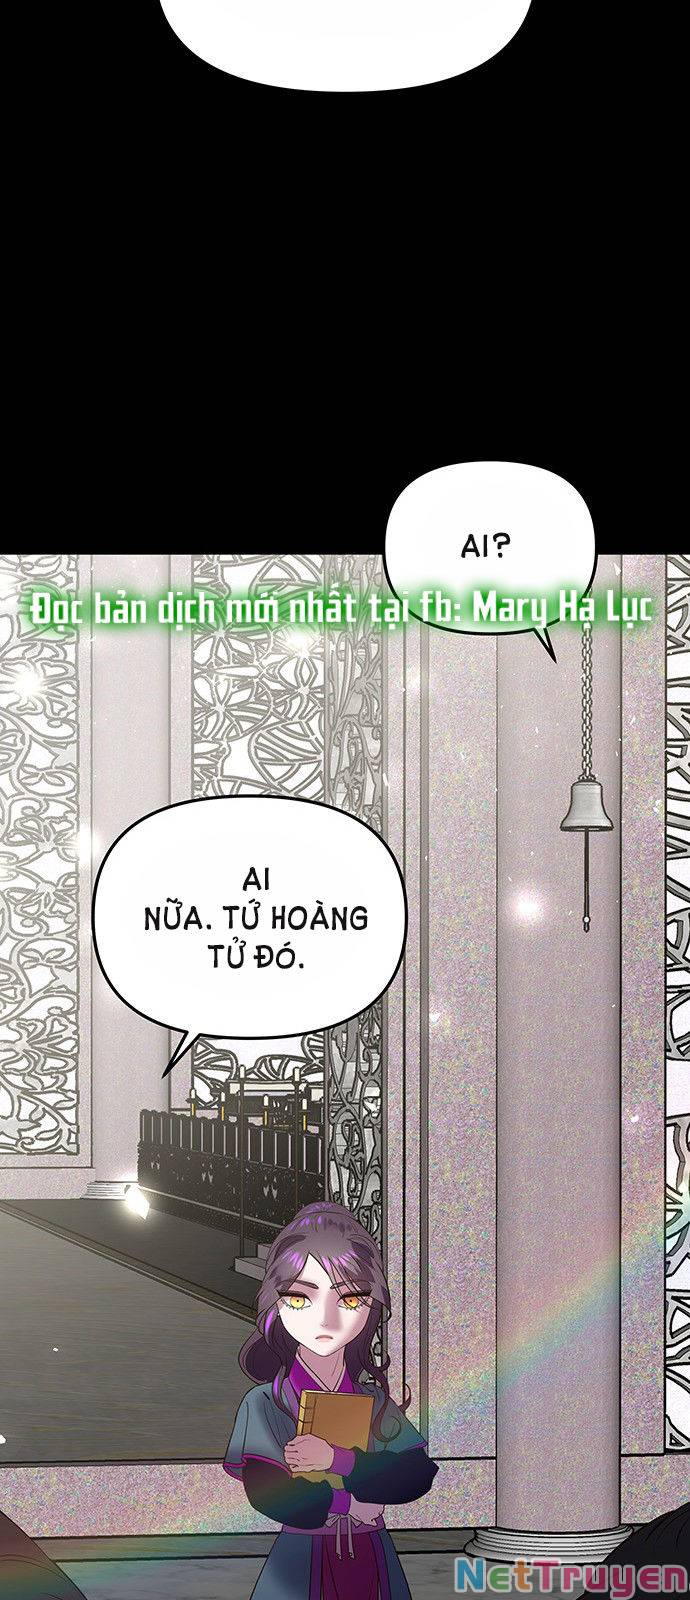 AI?
Đọc bản dịch mới nhất tại fb: Mary Hạ Lục
AI
NỮA. TỨ HOÀNG
TỬ ĐÓ.
NetTruyen